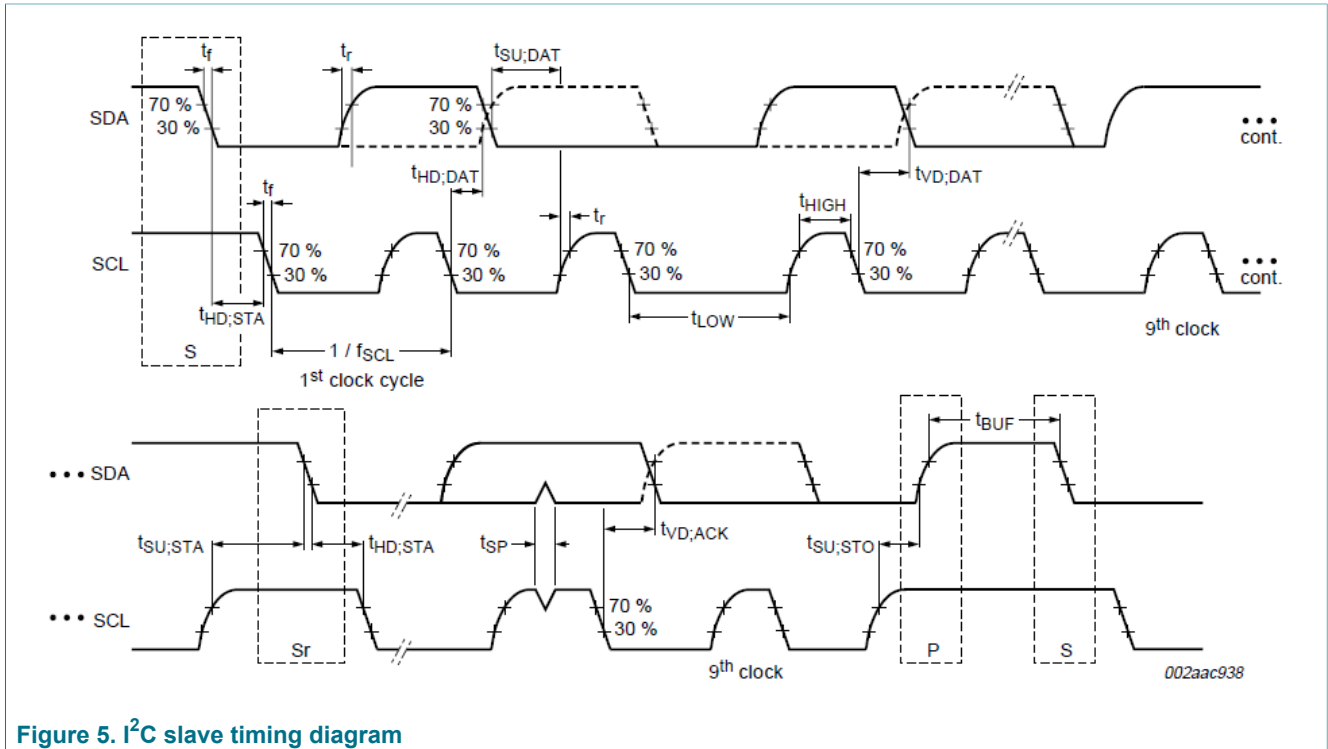 tf
tr
tSU;DAT
SDA
70 %
30 %
70 %
30 %
cont.
tHD;DAT
tVD;DAT
tf
tr
tHIGH
SCL
70 %
30 %
70 %
30 %
70 %
30 %
cont.
tHD;STA
tLOW
S
1 / fSCL
1st clock cycle
9th clock
tBUF
••• SDA
tSU;STA
tHD;STA
tSP
tVD;ACK
tSU;STO
70 %
30 %
••• SCL
Sr
9th clock
P
S
002aac938
Figure 5. I2C slave timing diagram